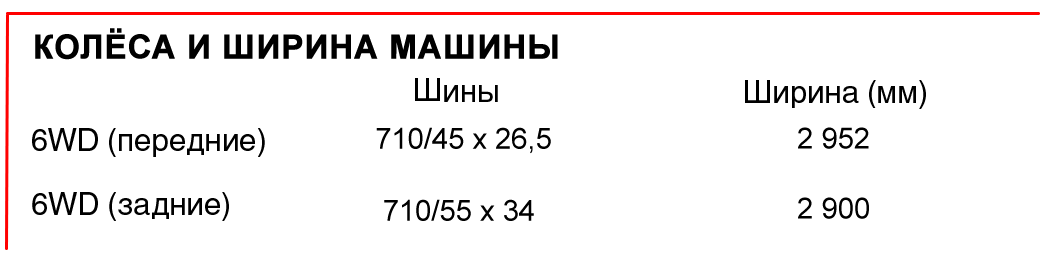 КОЛЁСА И ШИРИНА МАШИНЫ
Шины Ширина (мм)
6WD (передние) 710/45 x 26,5 2 952
6WD (задние) 710/55 x 34 2 900